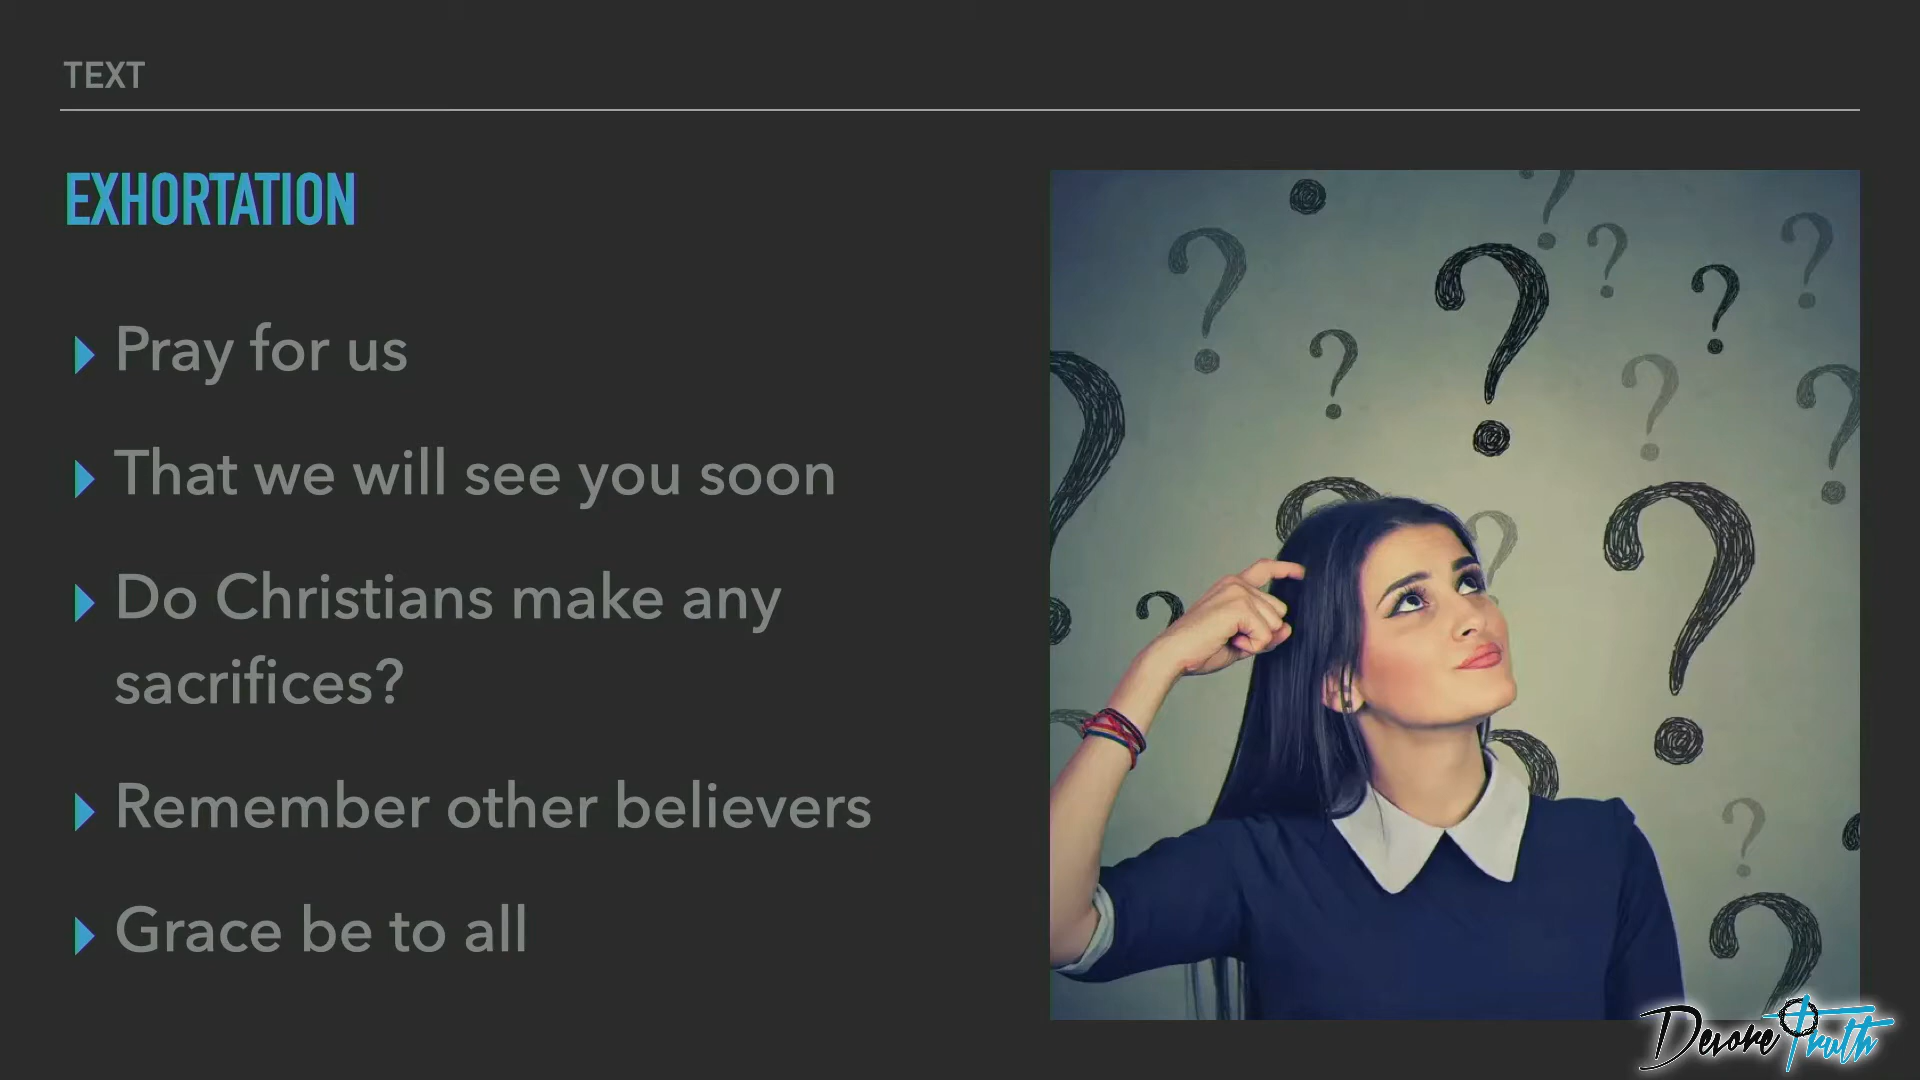 TEXT
EXHORTATION
Pray for us
That we will see you soon
Do Christians make any
sacrifices?
Remember other believers
Grace be to all
Devore Truth